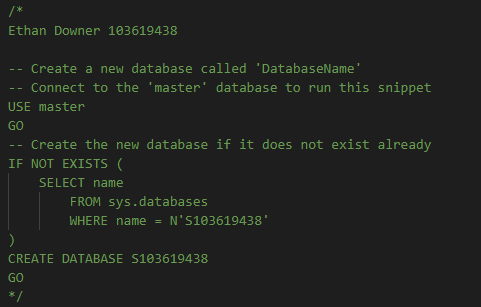 /*
Ethan Downer 103619438
-- Create a new database called 'DatabaseName'
-- Connect to the 'master' database to run this snippet
USE master
GO
-- Create the new database if it does not exist already
IF NOT EXISTS (
    SELECT name
        FROM sys.databases
        WHERE name = N'S103619438'
)
CREATE DATABASE S103619438
GO
*/